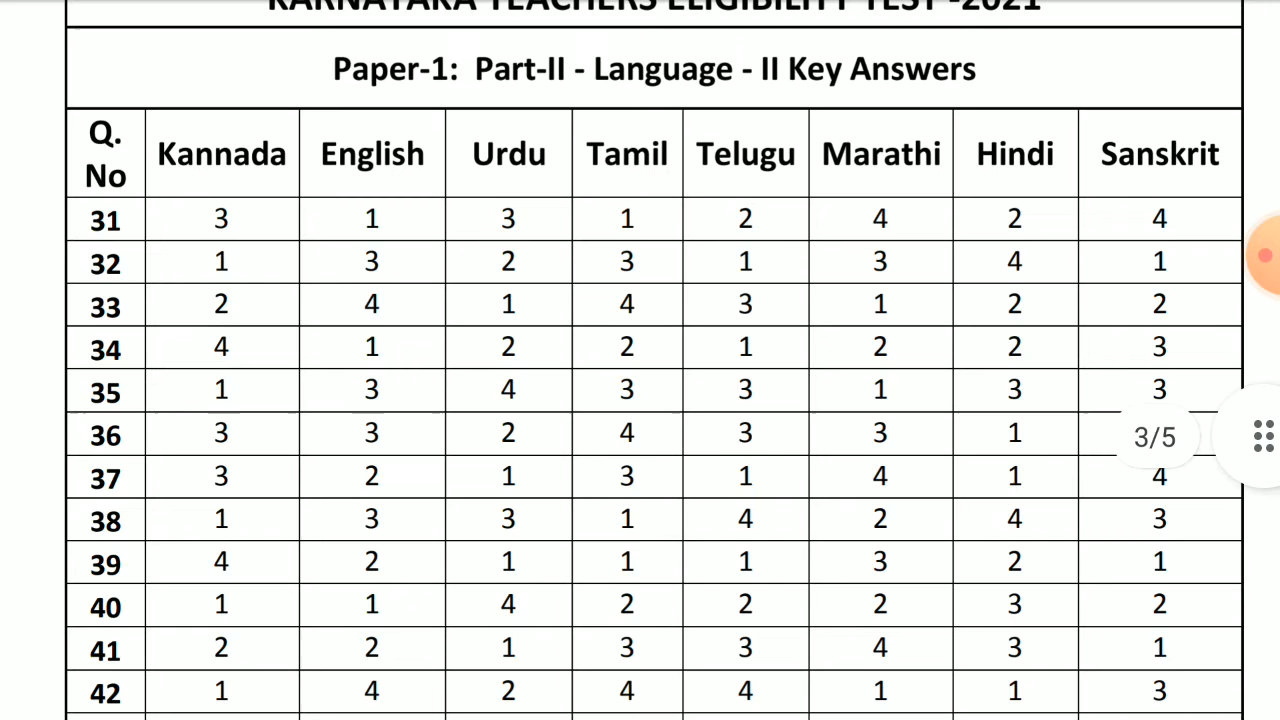 KARNATAKA TEACHERS ELIGIBILITY TEST -2021
Paper-1: Part-II - Language - II Key Answers
Q. No Kannada English Urdu Tamil Telugu Marathi Hindi Sanskrit
31 3 1 3 1 2 4 2 4
32 1 3 2 3 1 3 4 1
33 2 4 1 4 3 1 2 2
34 4 1 2 2 1 2 2 3
35 1 3 4 3 3 1 3 3
36 3 3 2 4 3 3 1
3/5
37 3 2 1 3 1 4 1 4
38 1 3 3 1 4 2 4 3
39 4 2 1 1 1 3 2 1
40 1 1 4 2 2 2 3 2
41 2 2 1 3 3 4 3 1
42 1 4 2 4 4 1 1 3